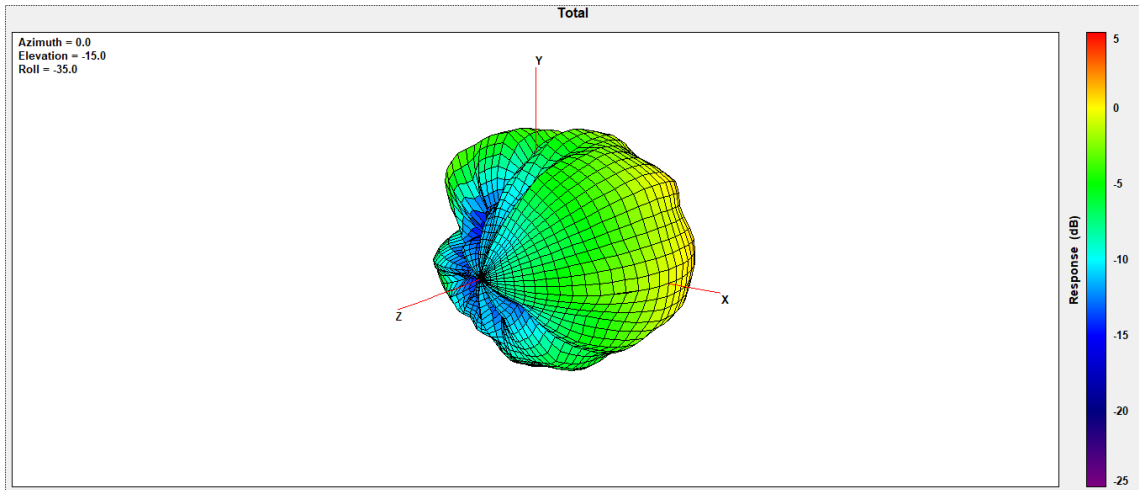 Total
Azimuth = 0.0
Elevation = -15.0
Roll = -35.0
Y
Z
X
5
0
-5
-10
-15
-20
-25
Response (dB)